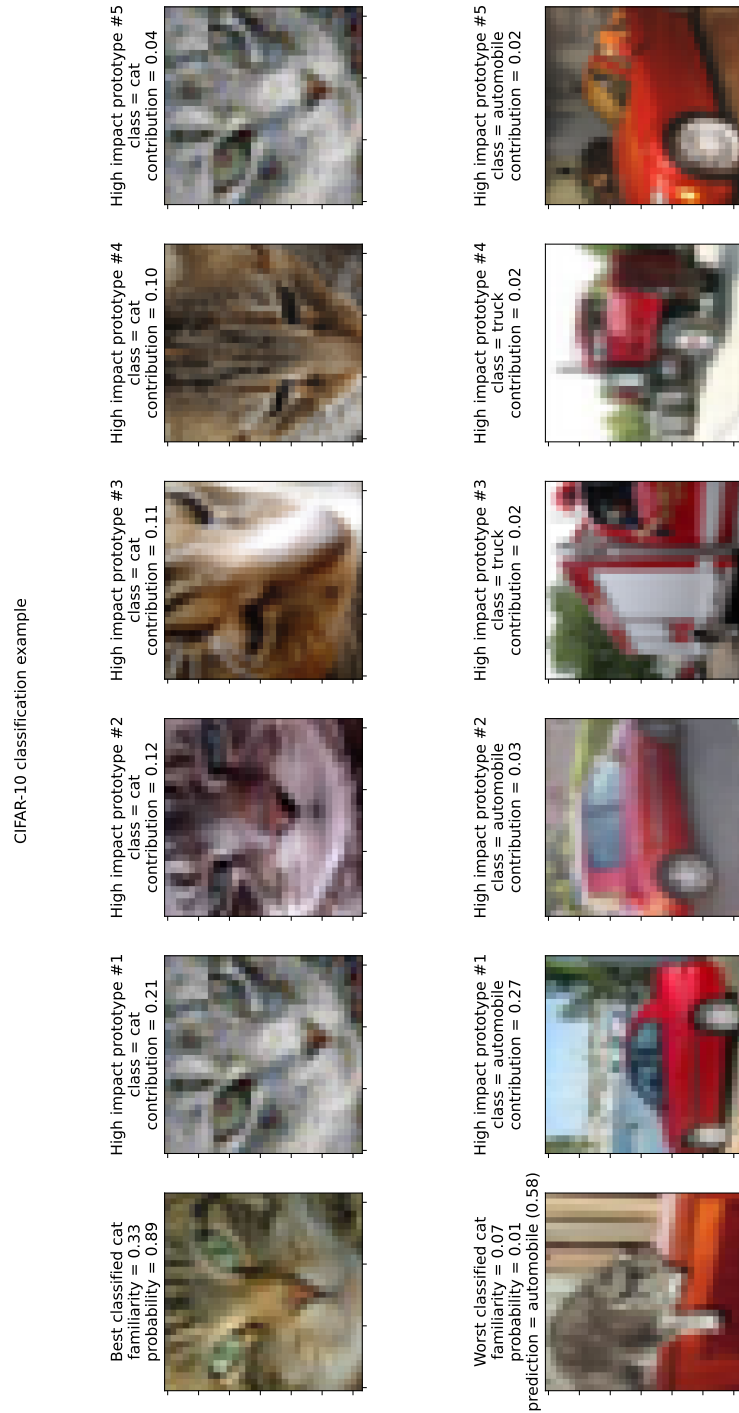 CIFAR-10 classification example
Best classified cat
familiarity = 0.33
probability = 0.89
High impact prototype #1
class = cat
contribution = 0.21
High impact prototype #2
class = cat
contribution = 0.12
High impact prototype #3
class = cat
contribution = 0.11
High impact prototype #4
class = cat
contribution = 0.10
High impact prototype #5
class = cat
contribution = 0.04
Worst classified cat
familiarity = 0.07
probability = 0.01
prediction = automobile (0.58)
High impact prototype #1
class = automobile
contribution = 0.27
High impact prototype #2
class = automobile
contribution = 0.03
High impact prototype #3
class = truck
contribution = 0.02
High impact prototype #4
class = truck
contribution = 0.02
High impact prototype #5
class = automobile
contribution = 0.02